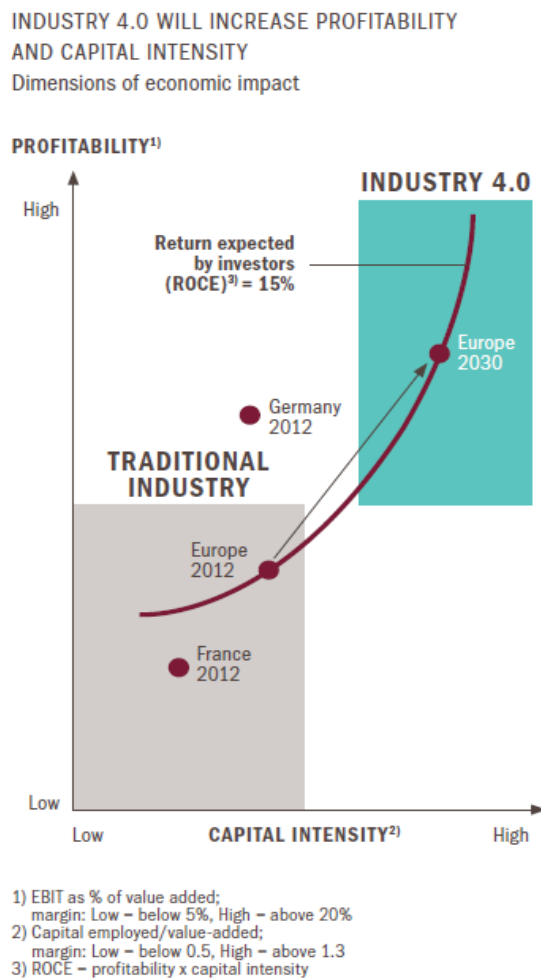 INDUSTRY 4.0 WILL INCREASE PROFITABILITY
AND CAPITAL INTENSITY
Dimensions of economic impact
PROFITABILITY1)
INDUSTRY 4.0
High
Return expected
by investors
(ROCE)3) = 15%
Europe
2030
Germany
2012
TRADITIONAL
INDUSTRY
Europe
2012
France
2012
Low
Low
CAPITAL INTENSITY2)
High
1) EBIT as % of value added;
margin: Low – below 5%, High – above 20%
2) Capital employed/value-added;
margin: Low – below 0.5, High – above 1.3
3) ROCE – profitability x capital intensity